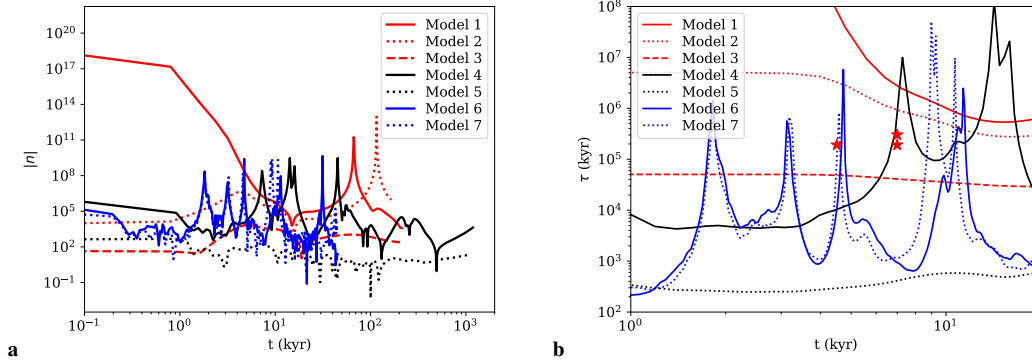 |n|
10^20
10^17
10^14
10^11
10^8
10^5
10^2
10^-1
10^-1
10^0
10^1
10^2
10^3
t (kyr)
Model 1
Model 2
Model 3
Model 4
Model 5
Model 6
Model 7
a
τ (kyr)
10^8
10^7
10^6
10^5
10^4
10^3
10^2
10^0
10^1
t (kyr)
Model 1
Model 2
Model 3
Model 4
Model 5
Model 6
Model 7
b